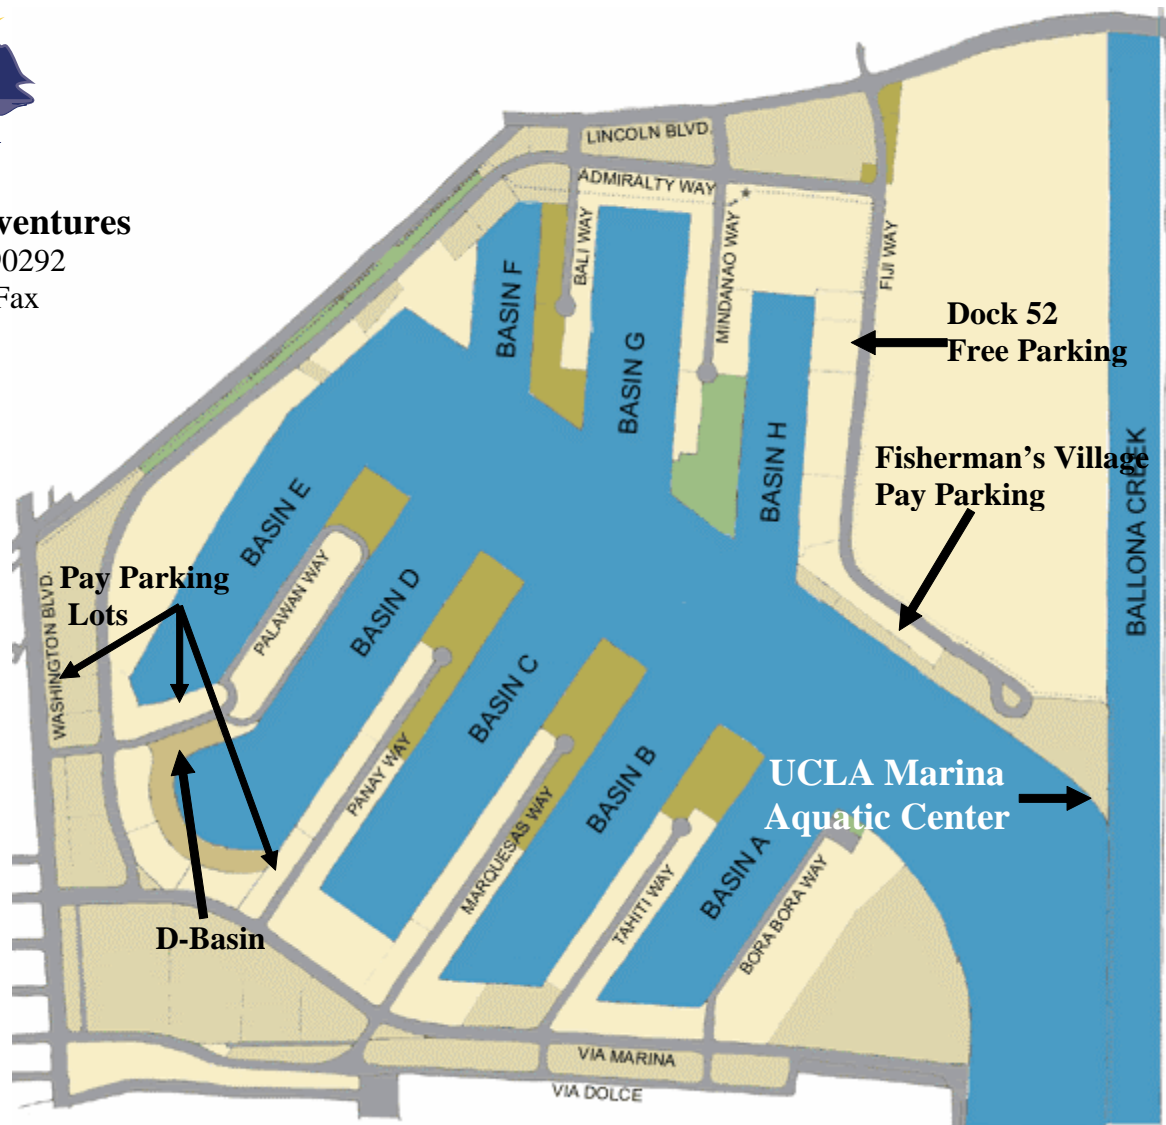 LINCOLN BLVD.
ADMIRALTY WAY
ventures
90292
Fax
BALI WAY
MINDANAO WAY
FIJI WAY
BASIN F
BASIN G
Dock 52
Free Parking
BASIN H
Fisherman's Village
Pay Parking
BALLONA CREEK
BASIN E
Pay Parking
Lots
PALAWAN WAY
BASIN D
WASHINGTON BLVD.
BASIN C
PANAY WAY
BASIN B
UCLA Marina
Aquatic Center
MARQUESAS WAY
BASIN A
TAHITI WAY
BORA BORA WAY
D-Basin
VIA MARINA
VIA DOLCE